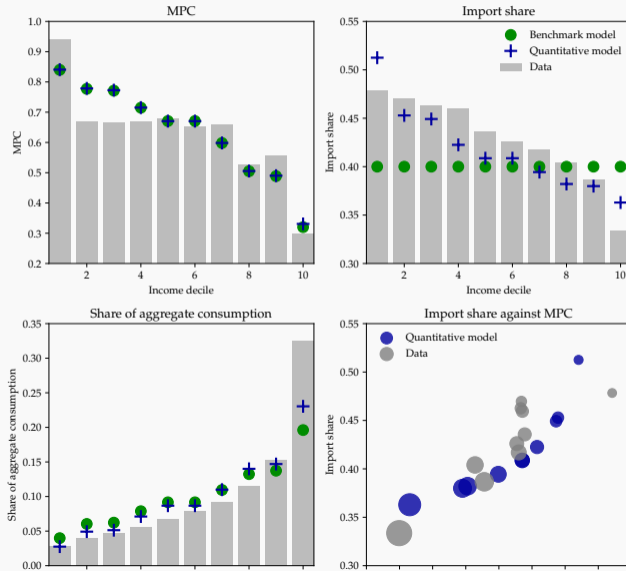 MPC
1.0
0.9
0.8
0.7
0.6
0.5
0.4
0.3
0.2
MPC
2
4
6
8
10
Income decile
Import share
0.55
0.50
0.45
0.40
0.35
0.30
Import share
Benchmark model
Quantitative model
Data
2
4
6
8
10
Income decile
Share of aggregate consumption
0.35
0.30
0.25
0.20
0.15
0.10
0.05
0.00
Share of aggregate consumption
Import share against MPC
0.55
0.50
0.45
0.40
0.35
0.30
Import share
Quantitative model
Data